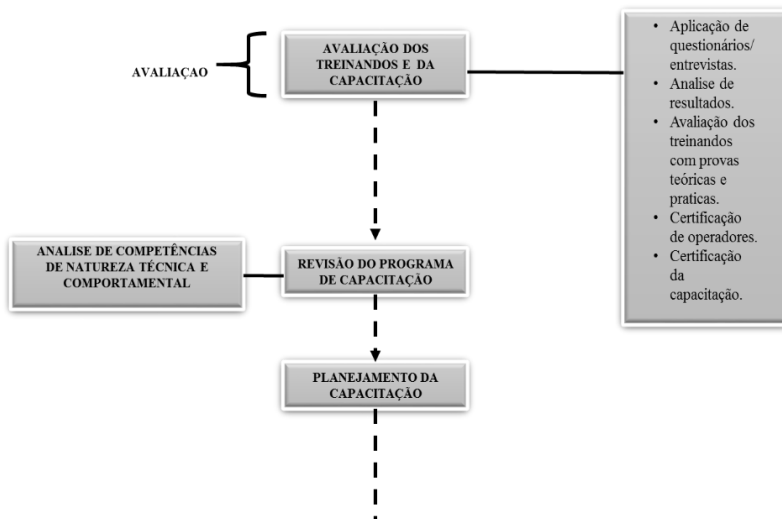 AVALIAÇAO
AVALIAÇÃO DOS
TREINANDOS E DA
CAPACITAÇÃO
• Aplicação de
questionários/
entrevistas.
• Analise de
resultados.
• Avaliação dos
treinandos
com provas
teóricas e
praticas.
• Certificação
de operadores.
• Certificação
da
capacitação.
ANALISE DE COMPETÊNCIAS
DE NATUREZA TÉCNICA E
COMPORTAMENTAL
REVISÃO DO PROGRAMA
DE CAPACITAÇÃO
PLANEJAMENTO DA
CAPACITAÇÃO